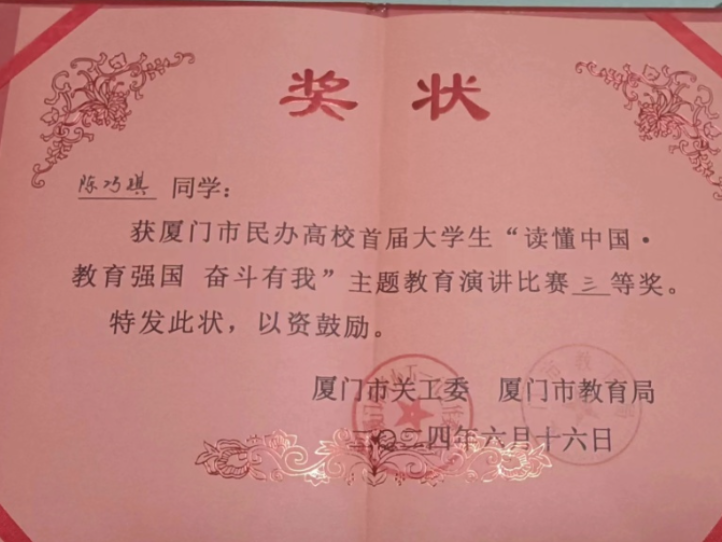 奖状
陈巧琪 同学：
获厦门市民办高校首届大学生“读懂中国·
教育强国 奋斗有我”主题教育演讲比赛三等奖。
特发此状，以资鼓励。
厦门市关工委 厦门市教育局
二〇二四年六月十六日